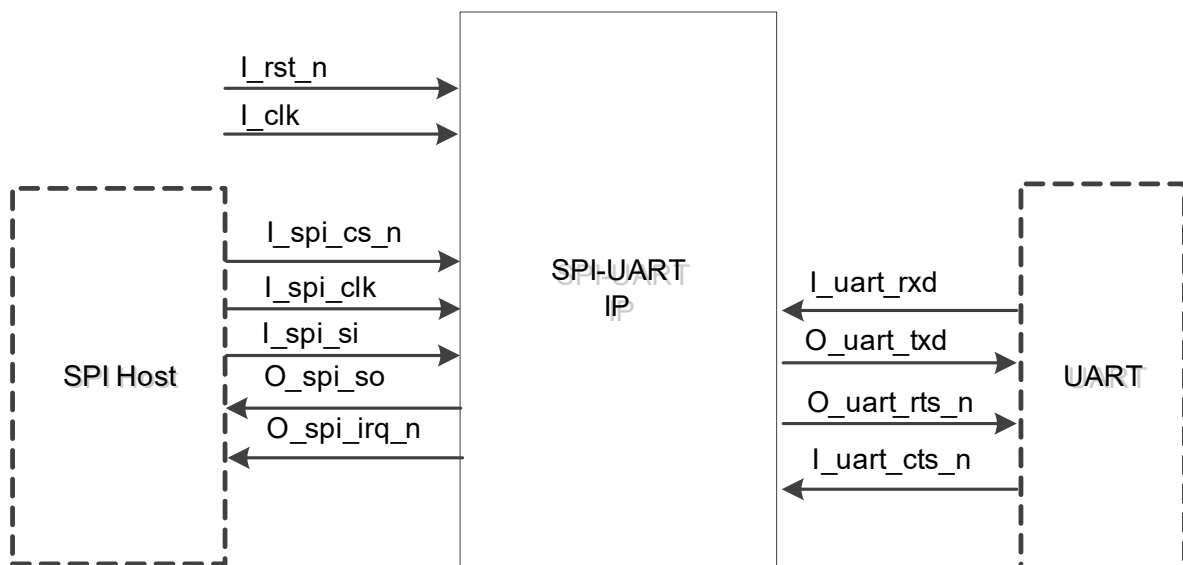 I_rst_n
I_clk
I_spi_cs_n
I_spi_clk
I_spi_si
O_spi_so
O_spi_irq_n
SPI Host
SPI-UART
IP
I_uart_rxd
O_uart_txd
O_uart_rts_n
I_uart_cts_n
UART